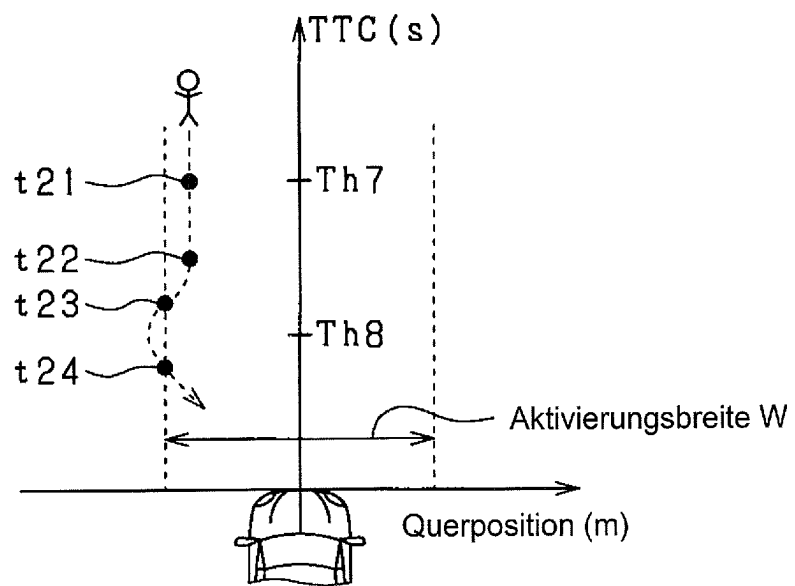 TTC(s)
t21
Th7
t22
t23
Th8
t24
Aktivierungsbreite W
Querposition (m)